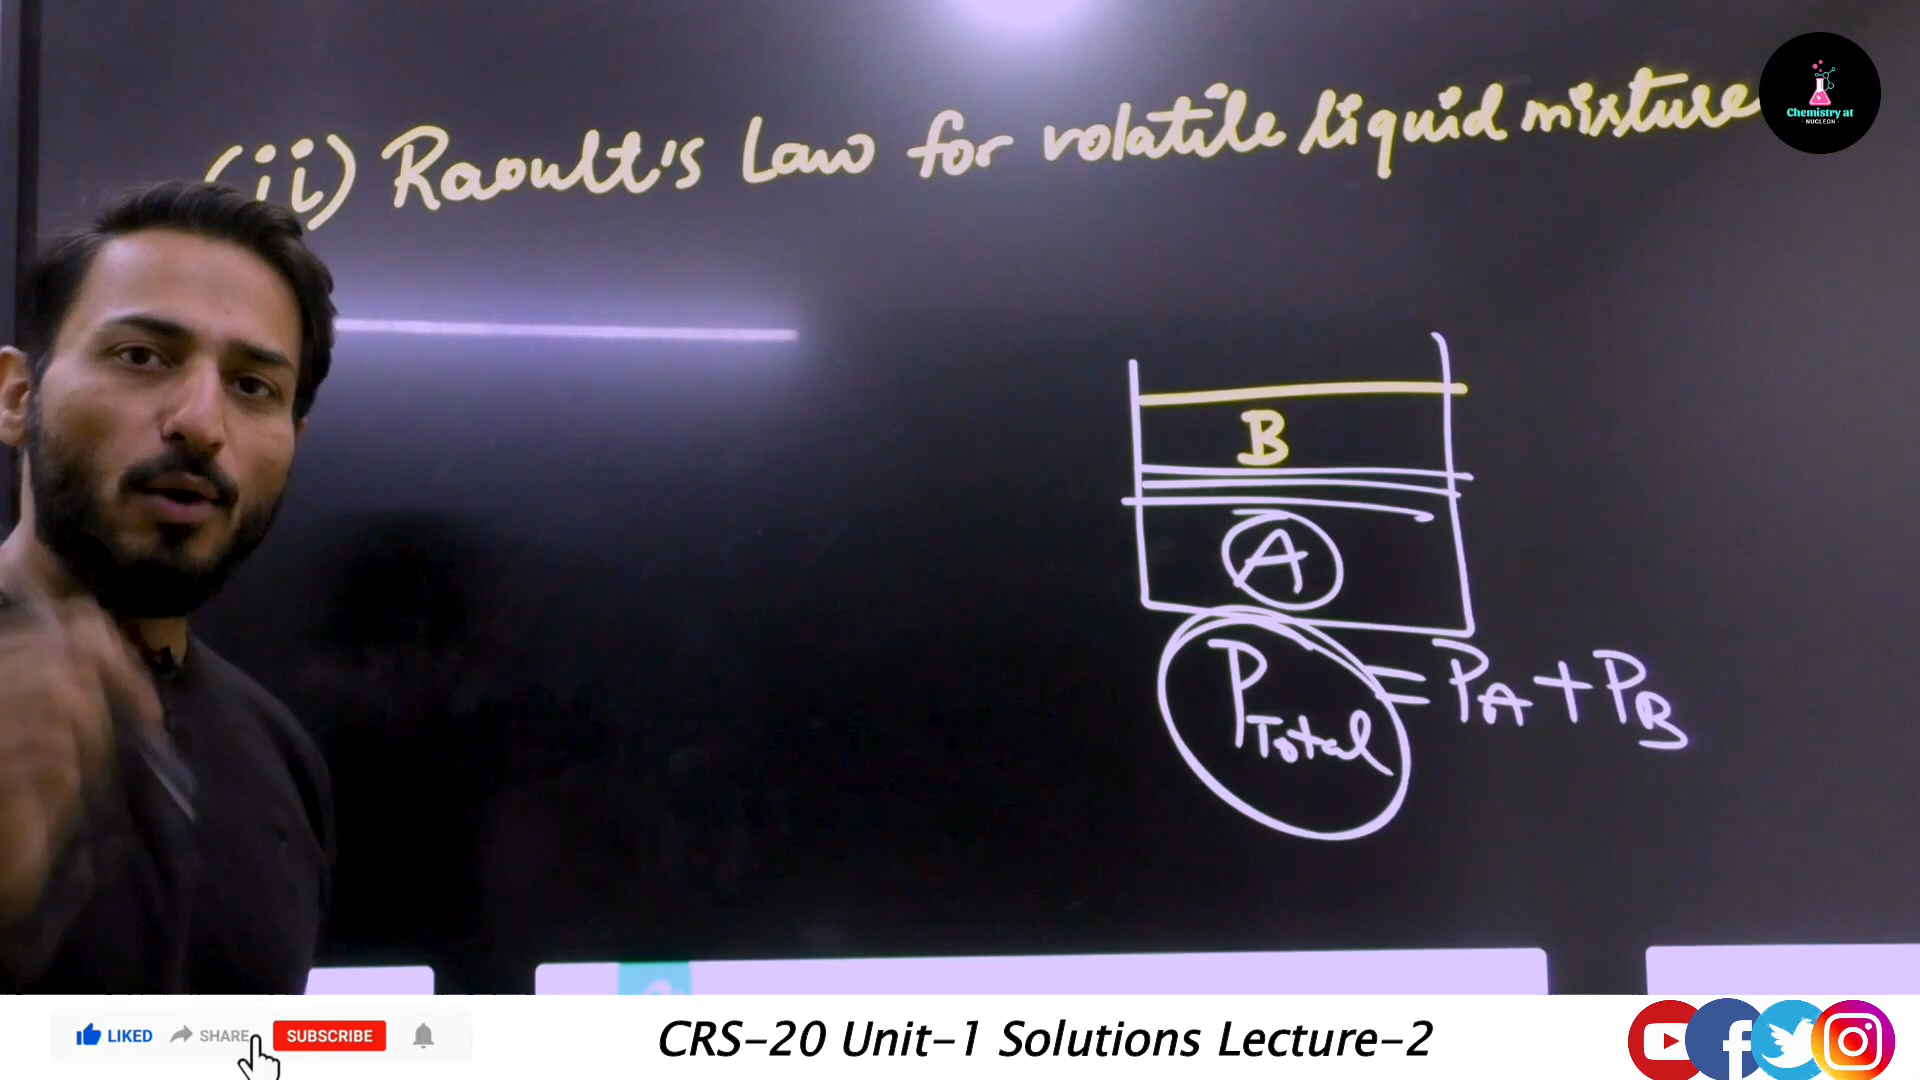 (ii) Raoult's Law for volatile liquid mixture
Chemistry at
NUCLEON
B
A
PTotal = PA + PB
LIKED SHARE SUBSCRIBE
CRS-20 Unit-1 Solutions Lecture-2